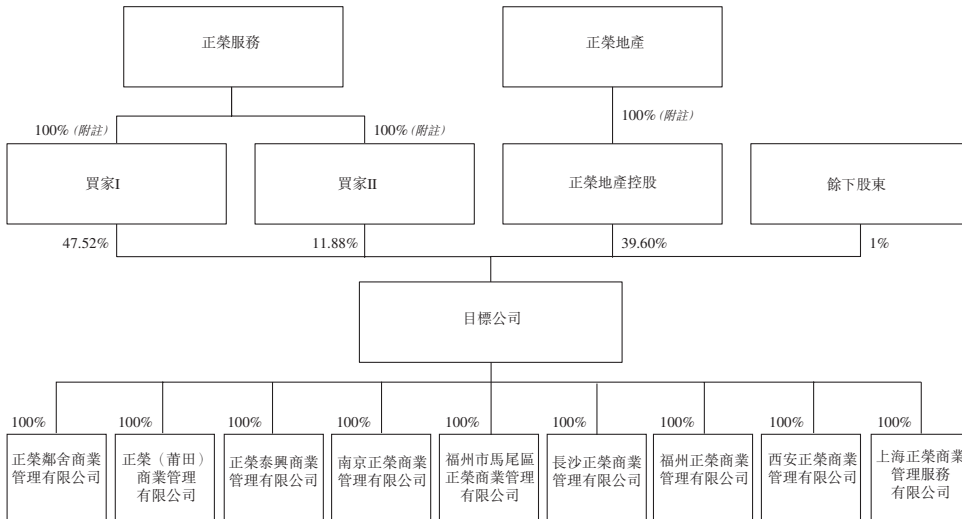 正榮服務
正榮地產
100% (附註)
100% (附註)
100% (附註)
買家I
買家II
正榮地產控股
餘下股東
47.52%
11.88%
39.60%
1%
目標公司
100%
100%
100%
100%
100%
100%
100%
100%
100%
正榮鄰舍商業
管理有限公司
正榮（莆田）
商業管理
有限公司
正榮泰興商業
管理有限公司
南京正榮商業
管理有限公司
福州市馬尾區
正榮商業管理
有限公司
長沙正榮商業
管理有限公司
福州正榮商業
管理有限公司
西安正榮商業
管理有限公司
上海正榮商業
管理服務
有限公司